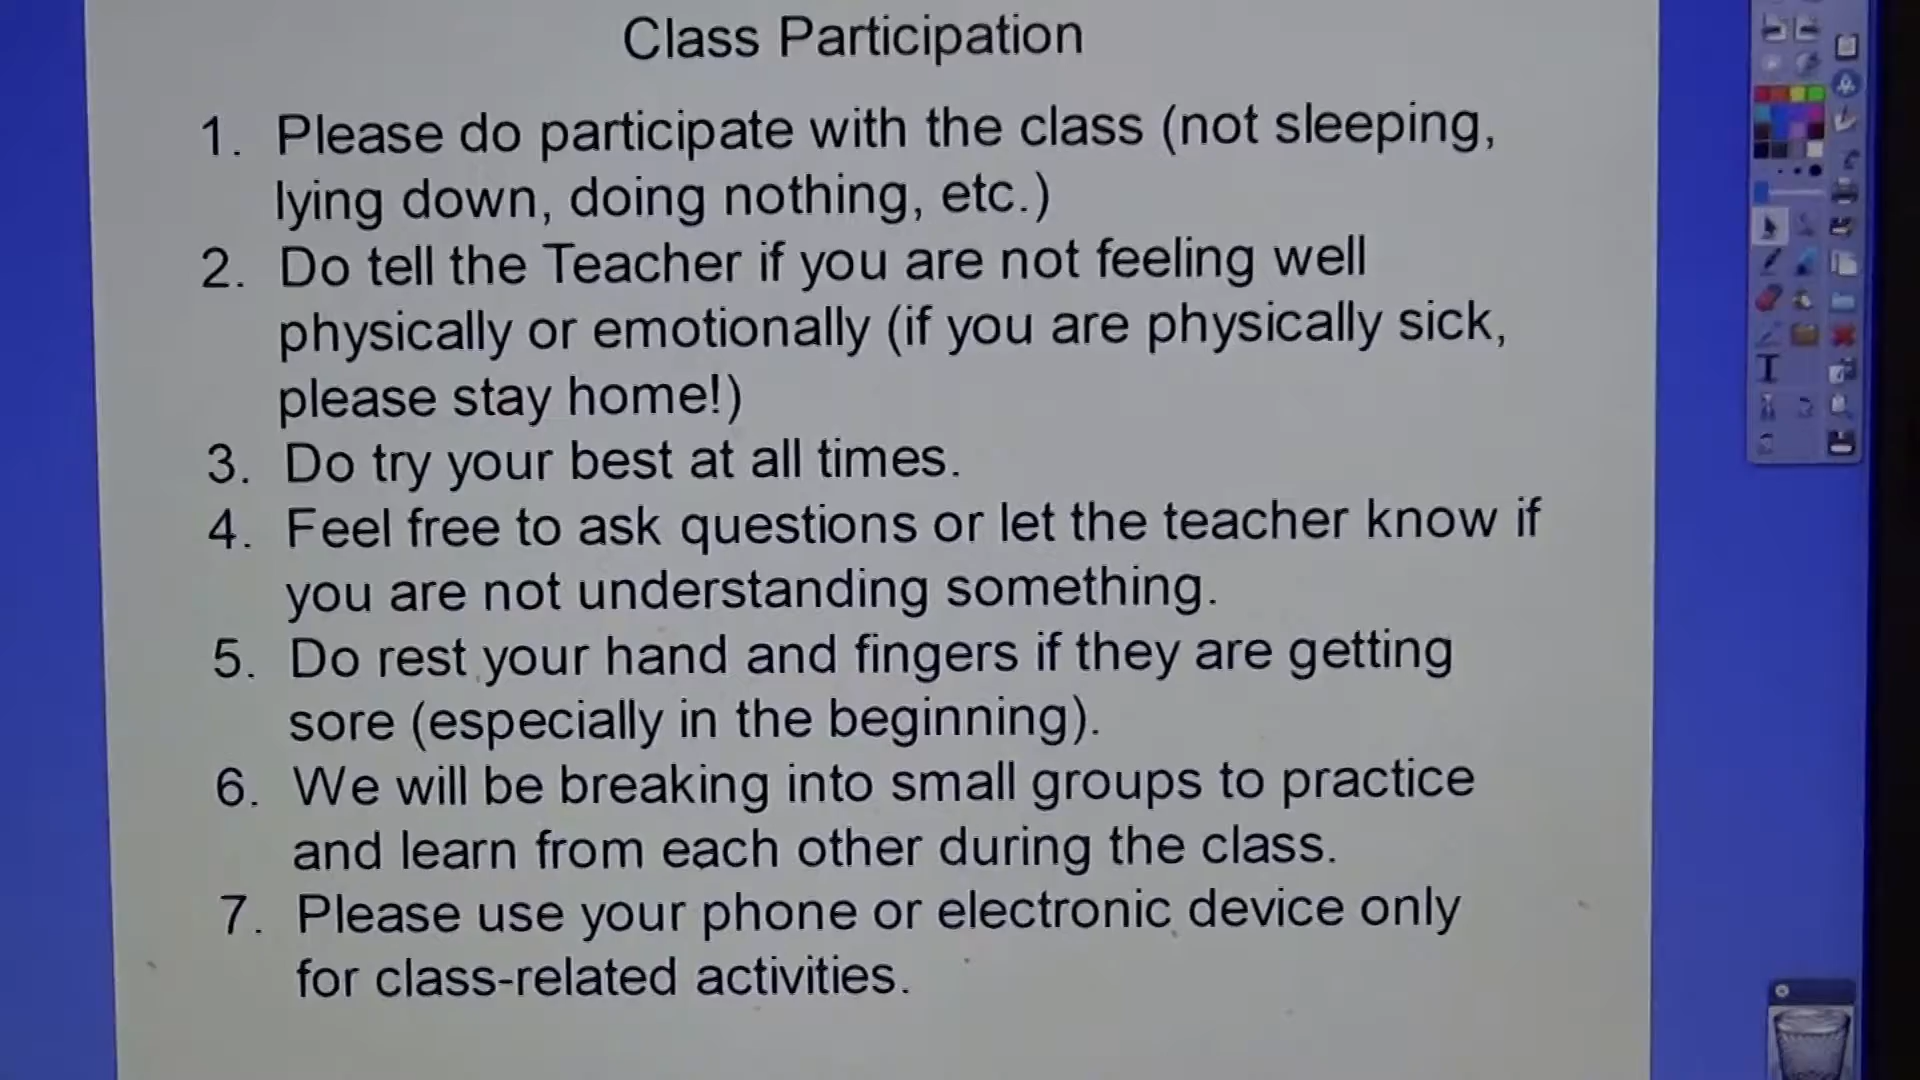 Class Participation
1. Please do participate with the class (not sleeping,
lying down, doing nothing, etc.)
2. Do tell the Teacher if you are not feeling well
physically or emotionally (if you are physically sick,
please stay home!)
3. Do try your best at all times.
4. Feel free to ask questions or let the teacher know if
you are not understanding something.
5. Do rest your hand and fingers if they are getting
sore (especially in the beginning).
6. We will be breaking into small groups to practice
and learn from each other during the class.
7. Please use your phone or electronic device only
for class-related activities.